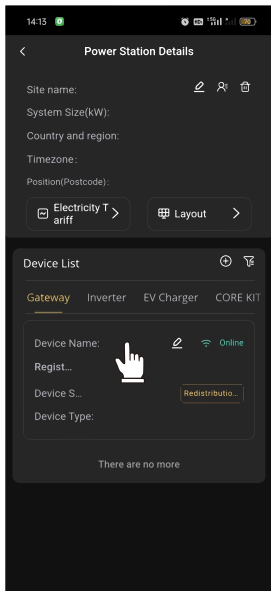 14:13
Power Station Details
Site name:
System Size(kW):
Country and region:
Timezone:
Position(Postcode):
Electricity T
ariff
Layout
Device List
Gateway Inverter EV Charger CORE KIT
Device Name: Online
Regist...
Device S... Redistributio...
Device Type:
There are no more